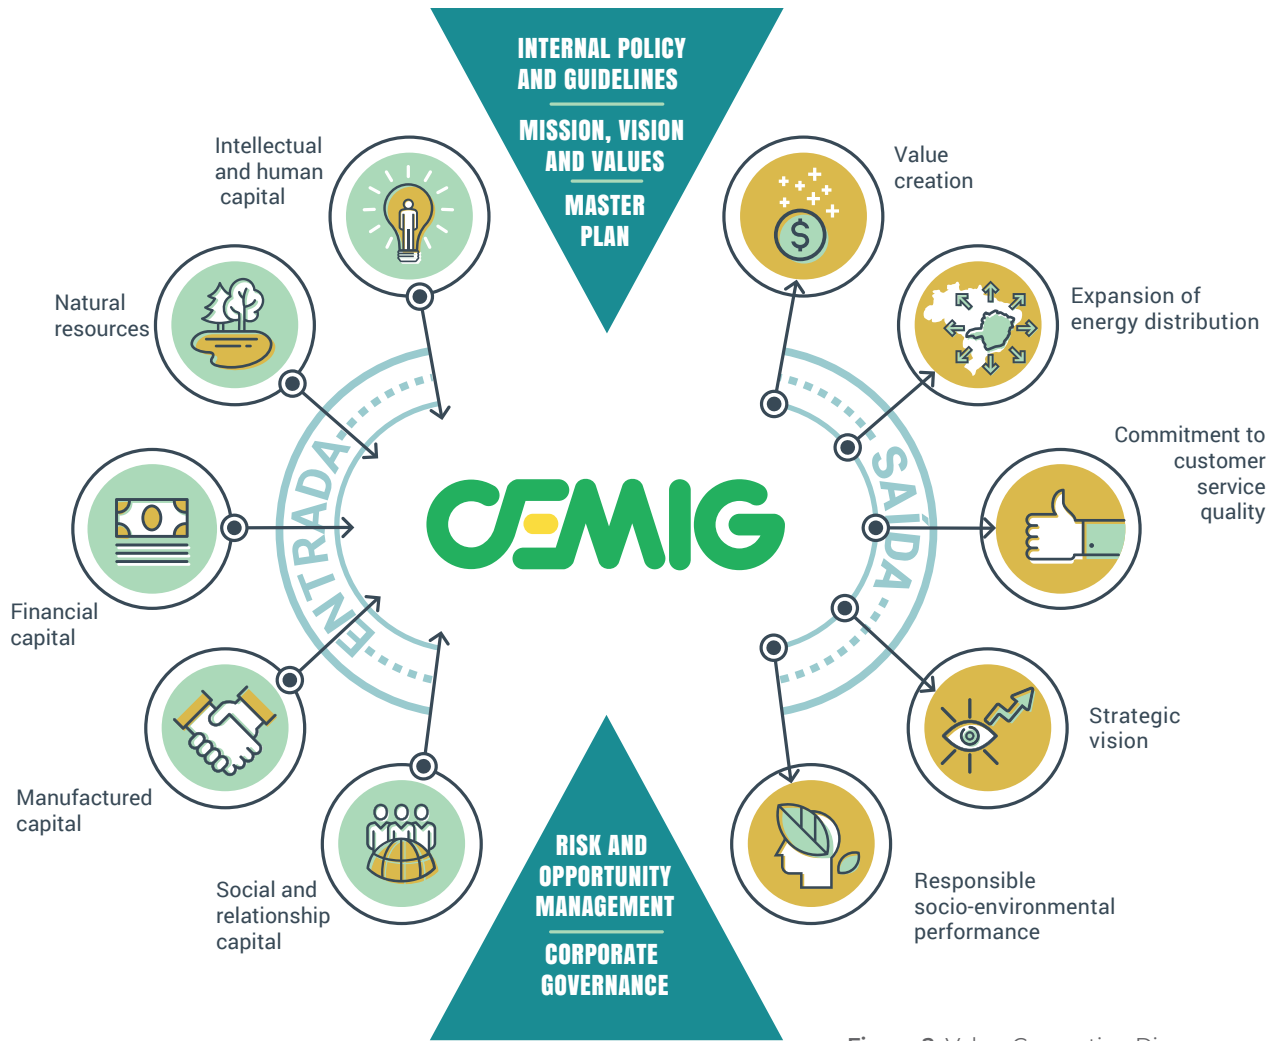 INTERNAL POLICY
AND GUIDELINES
MISSION, VISION
AND VALUES
MASTER
PLAN
Intellectual
and human
capital
Natural
resources
Financial
capital
Manufactured
capital
Social and
relationship
capital
ENTRADA
CEMIG
SAÍDA
Value
creation
Expansion of
energy distribution
Commitment to
customer
service
quality
Strategic
vision
Responsible
socio-environmental
performance
RISK AND
OPPORTUNITY
MANAGEMENT
CORPORATE
GOVERNANCE